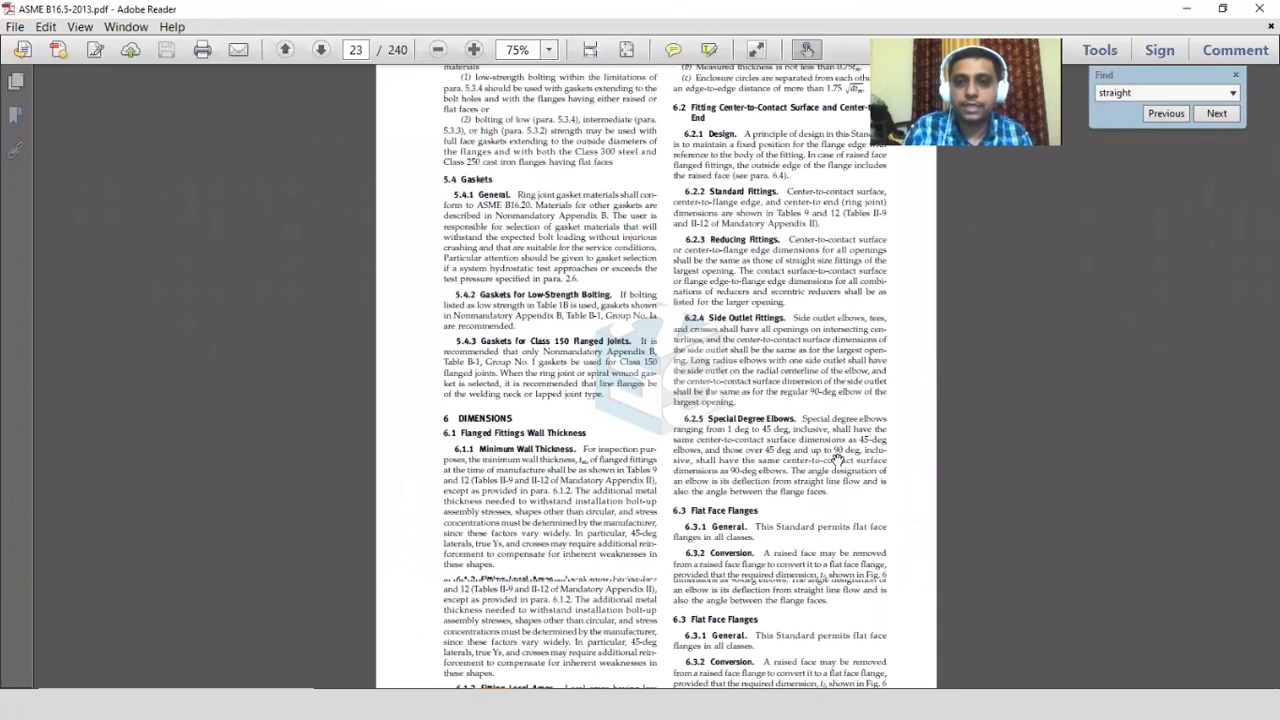 ASME B16.5-2013.pdf - Adobe Reader
File Edit View Window Help
23 / 240 75% Tools Sign Comment
Find
straight
Previous Next
materials
(1) low-strength bolting within the limitations of
para. 5.3.4 should be used with gaskets extending to the
bolt holes and with the flanges having either raised or
flat faces or
(2) bolting of low (para. 5.3.4), intermediate (para.
5.3.3), or high (para. 5.3.2) strength may be used with
full face gaskets extending to the outside diameters of
the flanges and with both the Class 300 steel and
Class 250 cast iron flanges having flat faces
5.4 Gaskets
5.4.1 General. Ring joint gasket materials shall con-
form to ASME B16.20. Materials for other gaskets are
described in Nonmandatory Appendix B. The user is
responsible for selection of gasket materials that will
withstand the expected bolt loading without injurious
crushing and that are suitable for the service conditions.
Particular attention should be given to gasket selection
if a system hydrostatic test approaches or exceeds the
test pressure specified in para. 2.6.
5.4.2 Gaskets for Low-Strength Bolting. If bolting
listed as low strength in Table 1B is used, gaskets shown
in Nonmandatory Appendix B, Table B-1, Group No. Ia
are recommended.
5.4.3 Gaskets for Class 150 Flanged Joints. It is
recommended that only Nonmandatory Appendix B,
Table B-1, Group No. I gaskets be used for Class 150
flanged joints. When the ring joint or spiral wound gas-
ket is selected, it is recommended that line flanges be
of the welding neck or lapped joint type.
6 DIMENSIONS
6.1 Flanged Fittings Wall Thickness
6.1.1 Minimum Wall Thickness. For inspection pur-
poses, the minimum wall thickness, tm, of flanged fittings
at the time of manufacture shall be as shown in Tables 9
and 12 (Tables II-9 and II-12 of Mandatory Appendix II),
except as provided in para. 6.1.2. The additional metal
thickness needed to withstand installation bolt-up
assembly stresses, shapes other than circular, and stress
concentrations must be determined by the manufacturer,
since these factors vary widely. In particular, 45-deg
laterals, true Ys, and crosses may require additional rein-
forcement to compensate for inherent weaknesses in
these shapes.
and 12 (Tables II-9 and II-12 of Mandatory Appendix II),
except as provided in para. 6.1.2. The additional metal
thickness needed to withstand installation bolt-up
assembly stresses, shapes other than circular, and stress
concentrations must be determined by the manufacturer,
since these factors vary widely. In particular, 45-deg
laterals, true Ys, and crosses may require additional rein-
forcement to compensate for inherent weaknesses in
these shapes.
6.1.2 Fitting Local Areas. Local areas having less
(b) Measured thickness is not less than 0.75tm.
(c) Enclosure circles are separated from each othe
an edge-to-edge distance of more than 1.75 √dtm.
6.2 Fitting Center-to-Contact Surface and Center-
End
6.2.1 Design. A principle of design in this Stan
is to maintain a fixed position for the flange edge
reference to the body of the fitting. In case of raised face
flanged fittings, the outside edge of the flange includes
the raised face (see para. 6.4).
6.2.2 Standard Fittings. Center-to-contact surface,
center-to-flange edge, and center-to end (ring joint)
dimensions are shown in Tables 9 and 12 (Tables II-9
and II-12 of Mandatory Appendix II).
6.2.3 Reducing Fittings. Center-to-contact surface
or center-to-flange edge dimensions for all openings
shall be the same as those of straight size fittings of the
largest opening. The contact surface-to-contact surface
or flange edge-to-flange edge dimensions for all combi-
nations of reducers and eccentric reducers shall be as
listed for the larger opening.
6.2.4 Side Outlet Fittings. Side outlet elbows, tees,
and crosses shall have all openings on intersecting cen-
terlines, and the center-to-contact surface dimensions of
the side outlet shall be the same as for the largest open-
ing. Long radius elbows with one side outlet shall have
the side outlet on the radial centerline of the elbow, and
the center-to-contact surface dimension of the side outlet
shall be the same as for the regular 90-deg elbow of the
largest opening.
6.2.5 Special Degree Elbows. Special degree elbows
ranging from 1 deg to 45 deg, inclusive, shall have the
same center-to-contact surface dimensions as 45-deg
elbows, and those over 45 deg and up to 90 deg, inclu-
sive, shall have the same center-to-contact surface
dimensions as 90-deg elbows. The angle designation of
an elbow is its deflection from straight line flow and is
also the angle between the flange faces.
6.3 Flat Face Flanges
6.3.1 General. This Standard permits flat face
flanges in all classes.
6.3.2 Conversion. A raised face may be removed
from a raised face flange to convert it to a flat face flange,
provided that the required dimension, tf, shown in Fig. 6
dimensions as 90-deg elbows. The angle designation of
an elbow is its deflection from straight line flow and is
also the angle between the flange faces.
6.3 Flat Face Flanges
6.3.1 General. This Standard permits flat face
flanges in all classes.
6.3.2 Conversion. A raised face may be removed
from a raised face flange to convert it to a flat face flange,
provided that the required dimension, tf, shown in Fig. 6